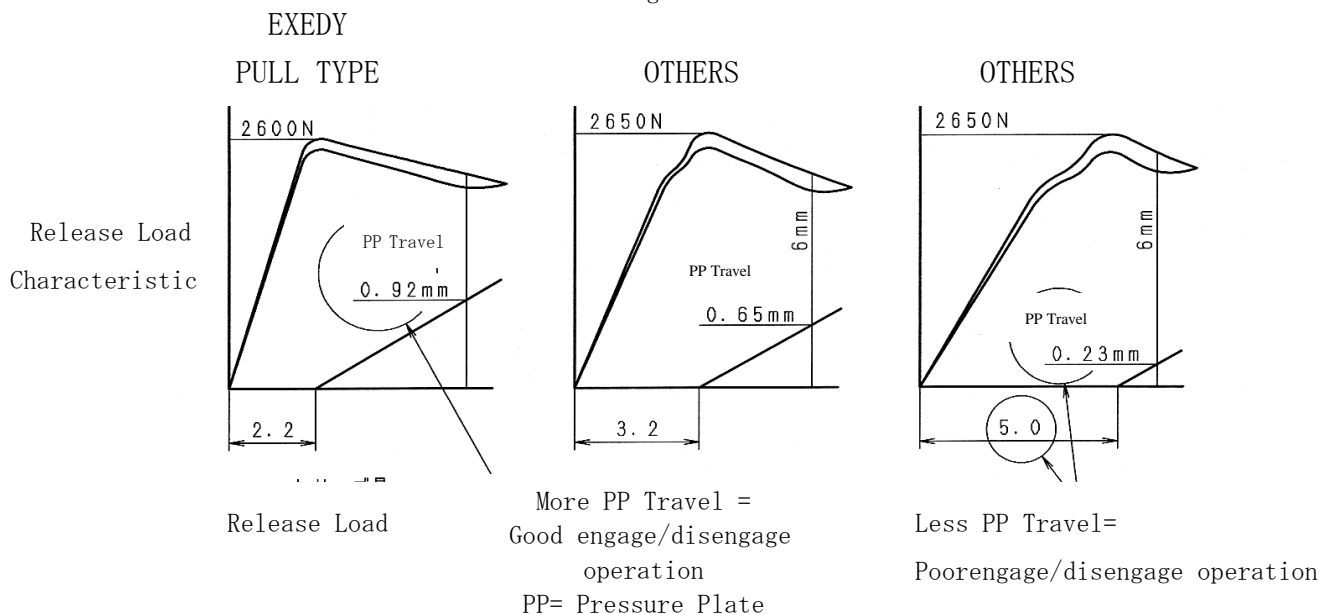 EXEDY
PULL TYPE
OTHERS
OTHERS
Release Load
Characteristic
2600N
PP Travel
0.92mm
2.2
2650N
PP Travel
0.65mm
6mm
3.2
2650N
PP Travel
0.23mm
6mm
5.0
Release Load
More PP Travel =
Good engage/disengage
operation
PP= Pressure Plate
Less PP Travel=
Poorengage/disengage operation